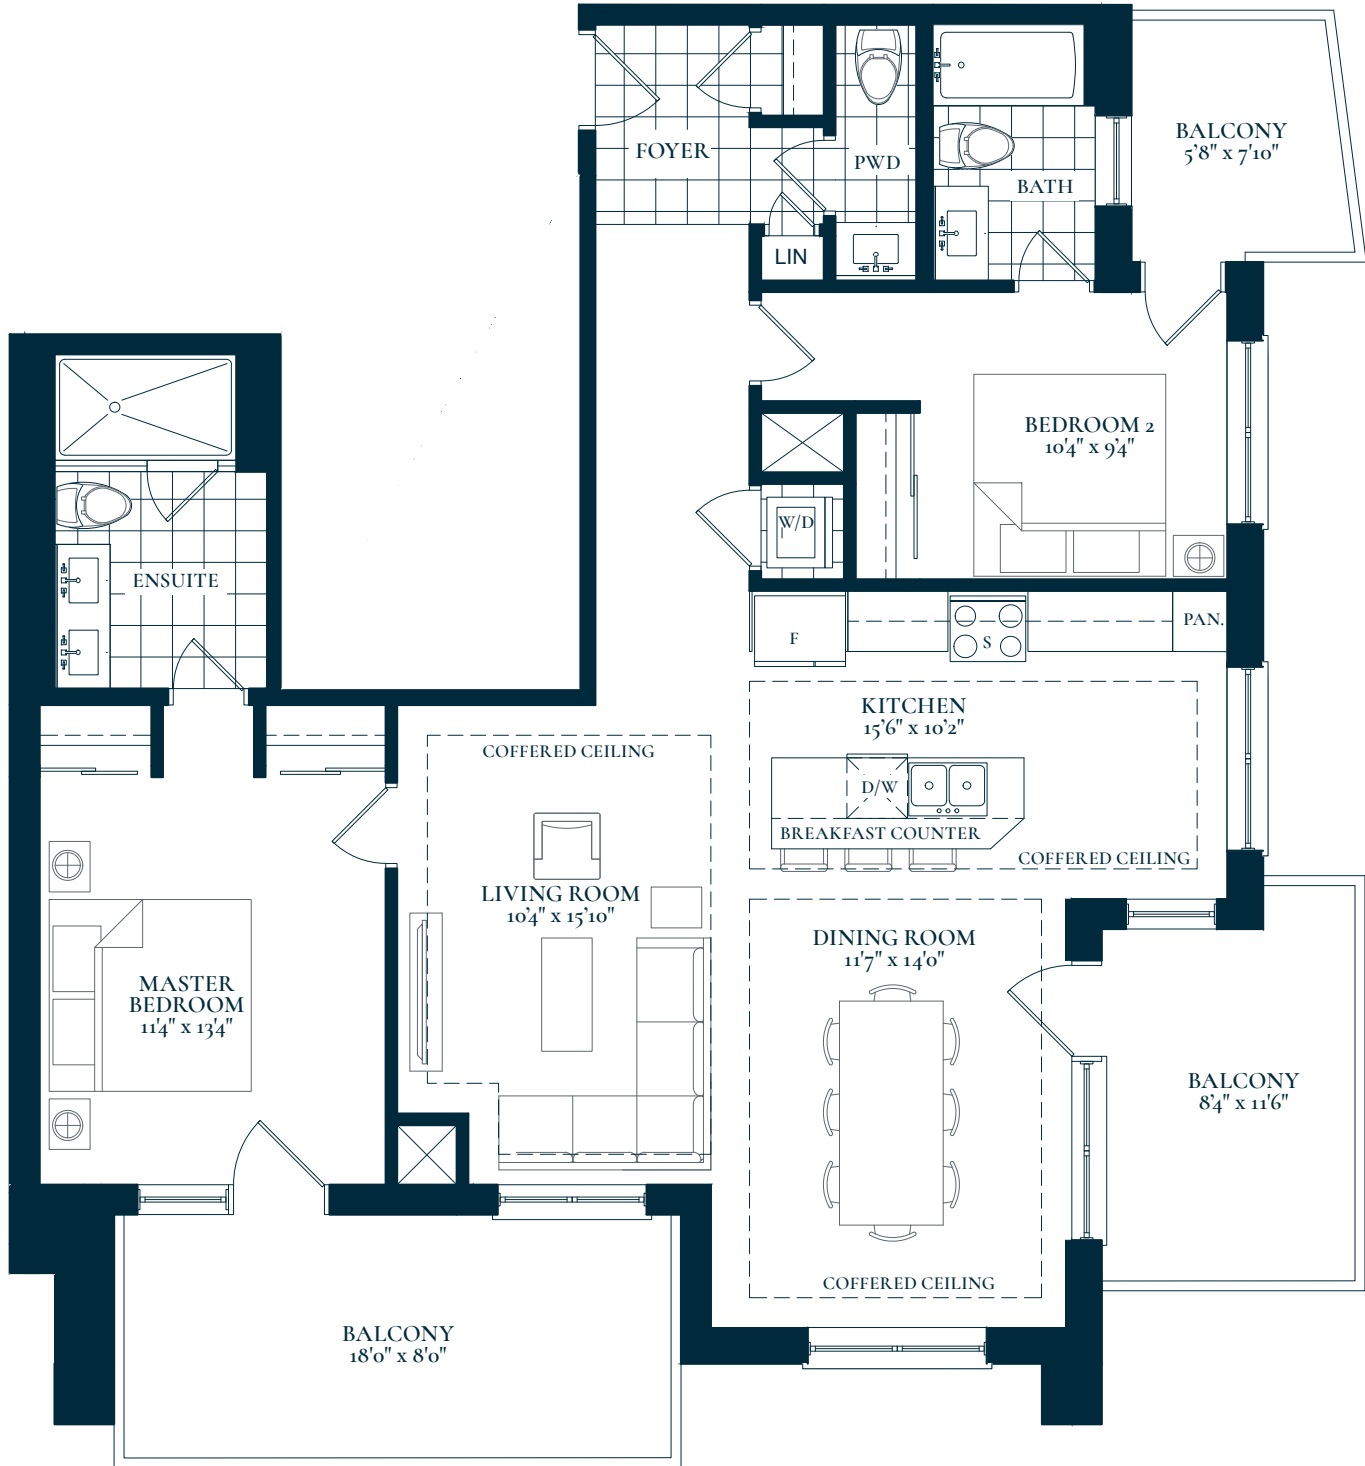 FOYER
PWD
BATH
BALCONY
5'8" x 7'10"
LIN
BEDROOM 2
10'4" x 9'4"
W/D
ENSUITE
F
S
PAN.
KITCHEN
15'6" x 10'2"
COFFERED CEILING
D/W
BREAKFAST COUNTER
COFFERED CEILING
LIVING ROOM
10'4" x 15'10"
DINING ROOM
11'7" x 14'0"
MASTER
BEDROOM
11'4" x 13'4"
BALCONY
8'4" x 11'6"
COFFERED CEILING
BALCONY
18'0" x 8'0"